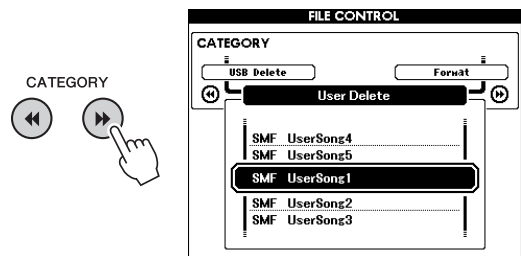 CATEGORY
FILE CONTROL
CATEGORY
USB Delete
Format
User Delete
SMF UserSong4
SMF UserSong5
SMF UserSong1
SMF UserSong2
SMF UserSong3